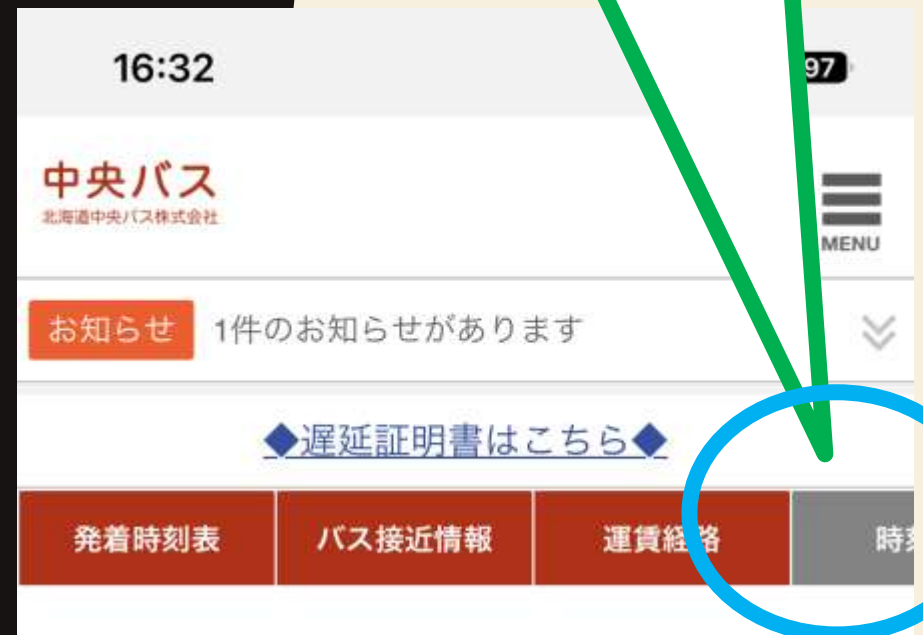 16:32
97
中央バス
北海道中央バス株式会社
MENU
お知らせ 1件のお知らせがあります
◆遅延証明書はこちら◆
発着時刻表 バス接近情報 運賃経路 時